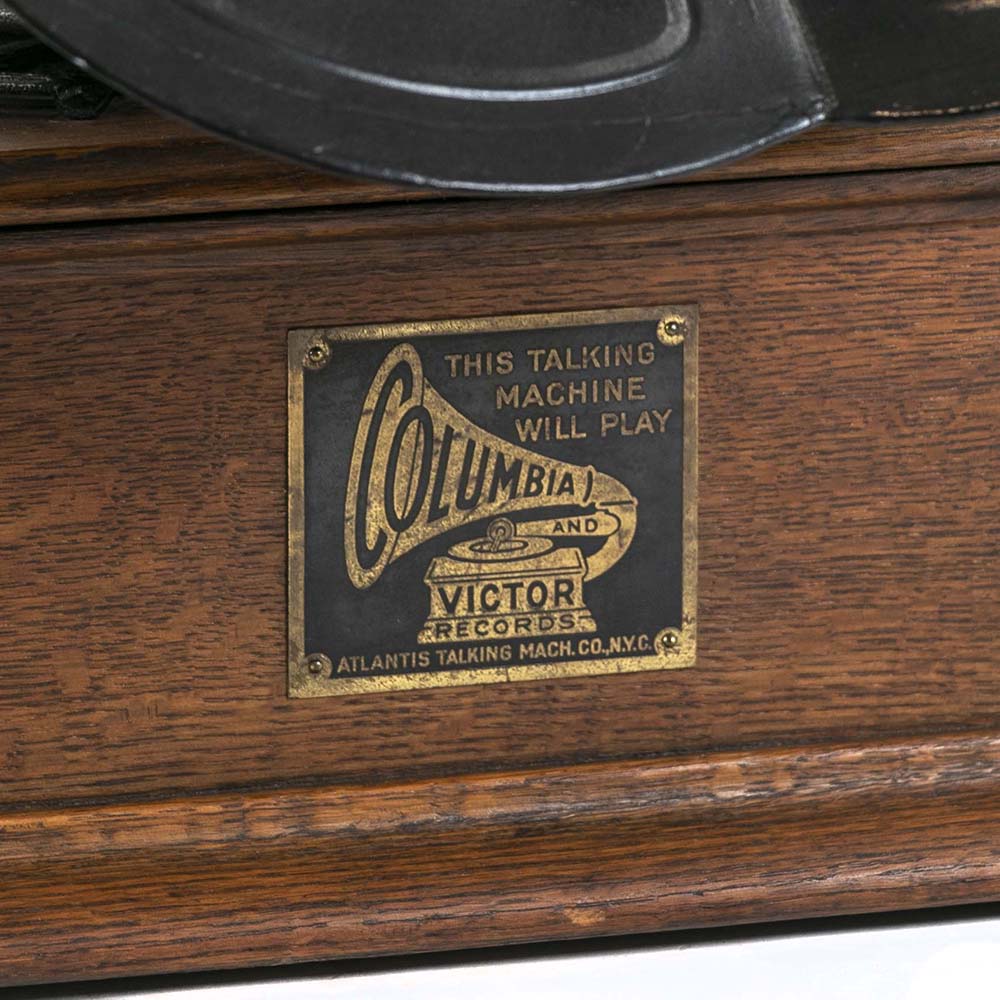 THIS TALKING
MACHINE
WILL PLAY
COLUMBIA
AND
VICTOR
RECORDS
ATLANTIS TALKING MACH. CO., N.Y.C.